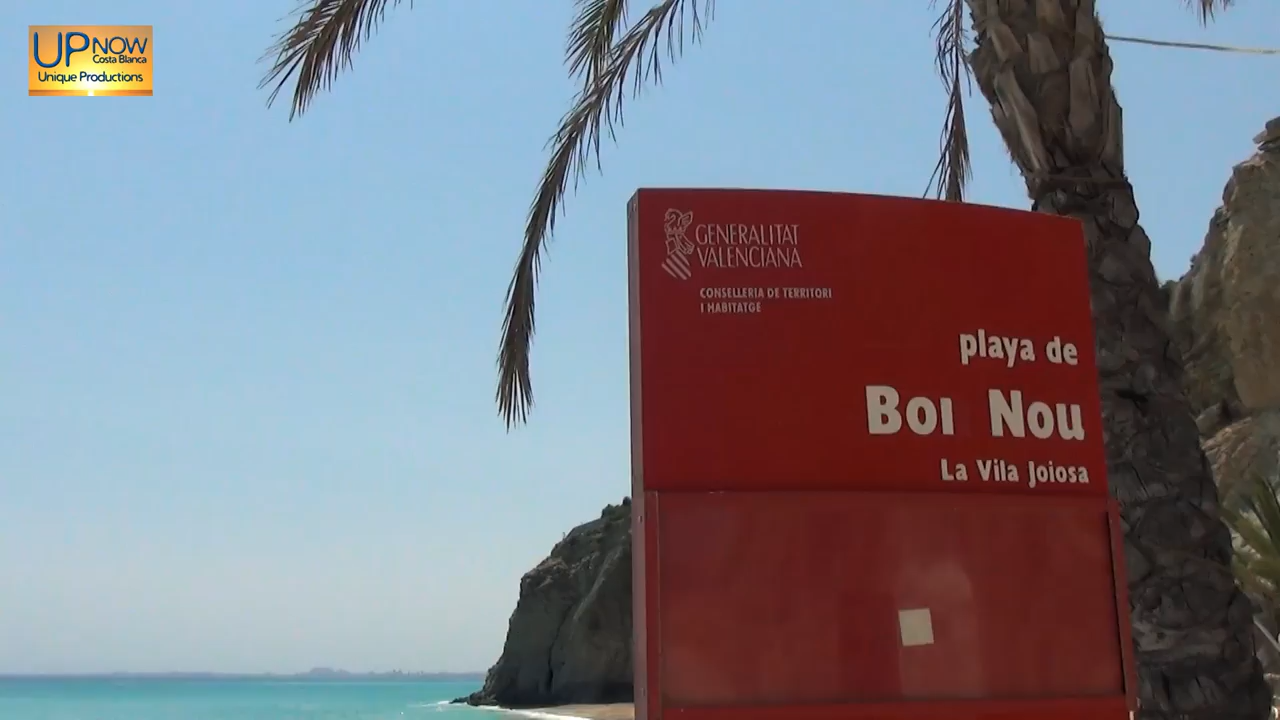 UP NOW
Costa Blanca
Unique Productions
GENERALITAT
VALENCIANA
CONSELLERIA DE TERRITORI
I HABITATGE
playa de
BOI NOU
La Vila Joiosa